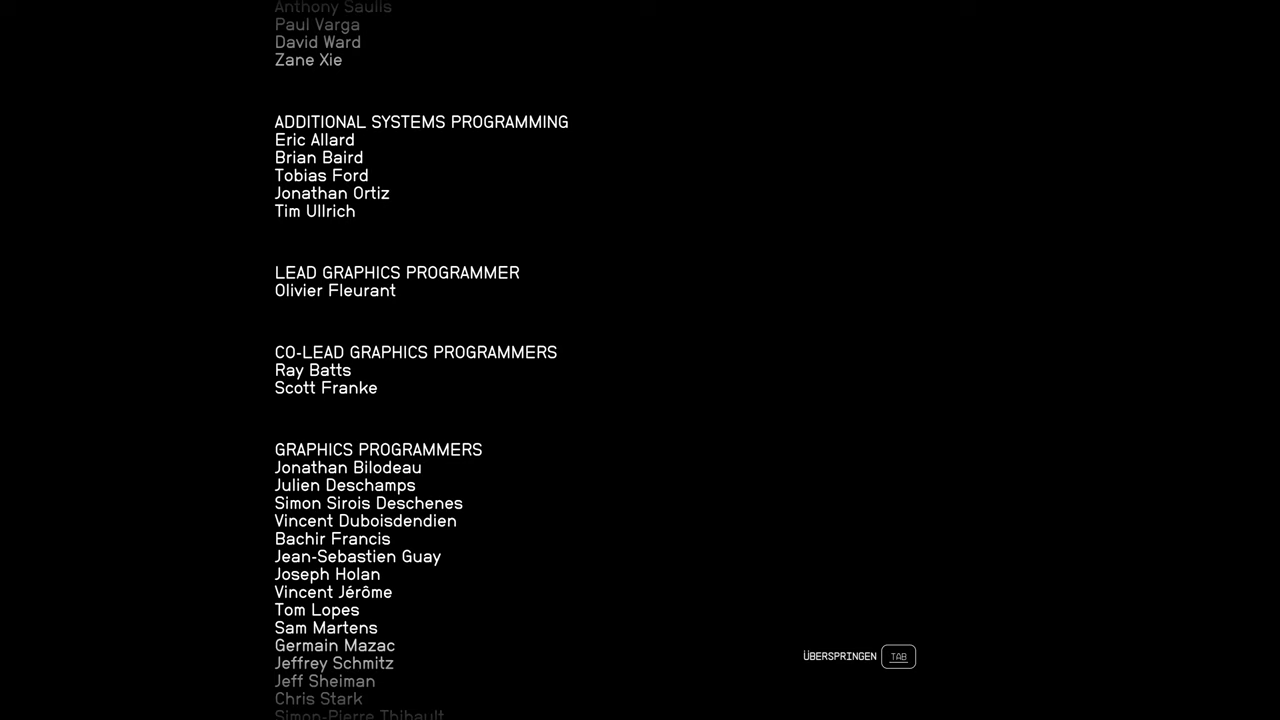 Anthony Saulls
Paul Varga
David Ward
Zane Xie
ADDITIONAL SYSTEMS PROGRAMMING
Eric Allard
Brian Baird
Tobias Ford
Jonathan Ortiz
Tim Ullrich
LEAD GRAPHICS PROGRAMMER
Olivier Fleurant
CO-LEAD GRAPHICS PROGRAMMERS
Ray Batts
Scott Franke
GRAPHICS PROGRAMMERS
Jonathan Bilodeau
Julien Deschamps
Simon Sirois Deschenes
Vincent Duboisdendien
Bachir Francis
Jean-Sebastien Guay
Joseph Holan
Vincent Jérôme
Tom Lopes
Sam Martens
Germain Mazac
Jeffrey Schmitz
Jeff Sheiman
Chris Stark
Simon-Pierre Thibault
ÜBERSPRINGEN TAB